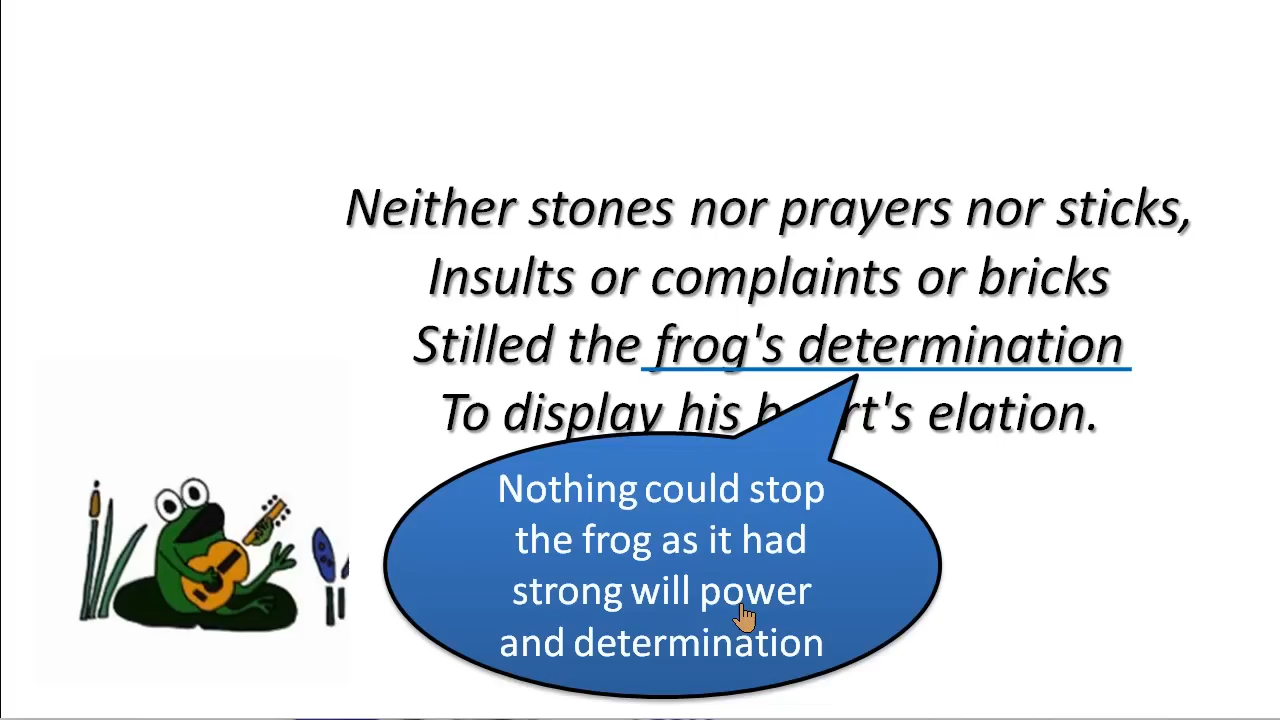 Neither stones nor prayers nor sticks,
Insults or complaints or bricks
Stilled the frog's determination
To display his elation.
Nothing could stop
the frog as it had
strong will power
and determination